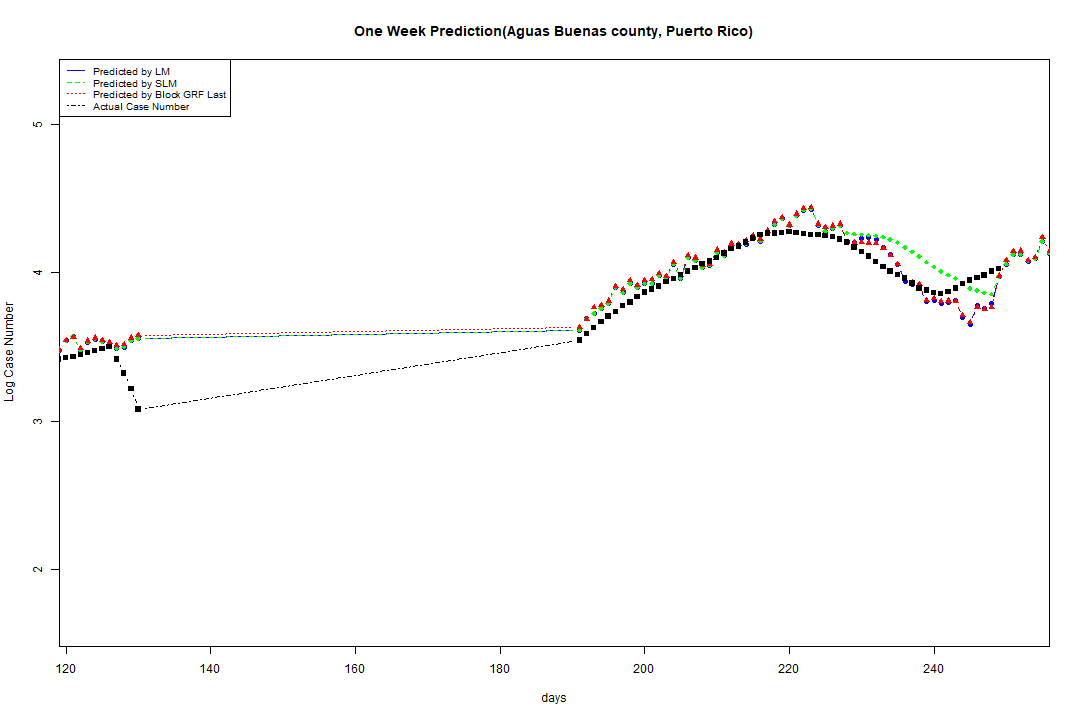 One Week Prediction(Aguas Buenas county, Puerto Rico)
Predicted by LM
Predicted by SLM
Predicted by Block GRF Last
Actual Case Number
5
4
3
2
Log Case Number
120 140 160 180 200 220 240
days